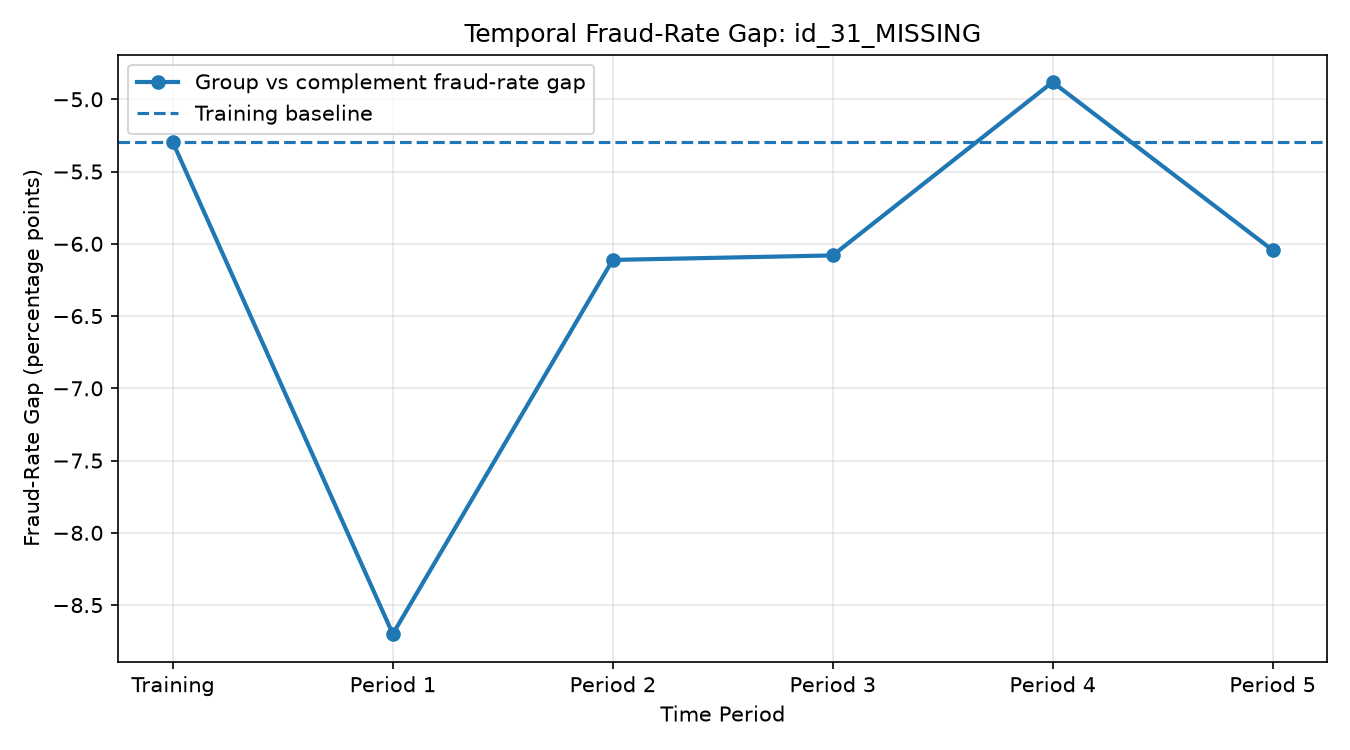 Temporal Fraud-Rate Gap: id_31_MISSING
Group vs complement fraud-rate gap
Training baseline
Fraud-Rate Gap (percentage points)
−5.0
−5.5
−6.0
−6.5
−7.0
−7.5
−8.0
−8.5
Training Period 1 Period 2 Period 3 Period 4 Period 5
Time Period